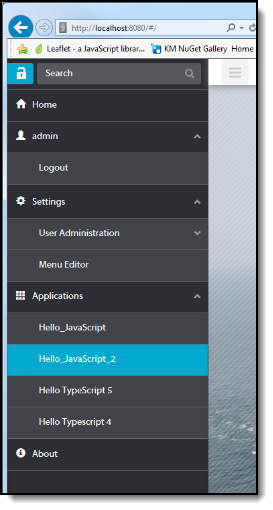 http://localhost:8080/#/
Leaflet - a JavaScript librar... KM NuGet Gallery Home
Search
Home
admin
Logout
Settings
User Administration
Menu Editor
Applications
Hello_JavaScript
Hello_JavaScript_2
Hello TypeScript 5
Hello Typescript 4
About